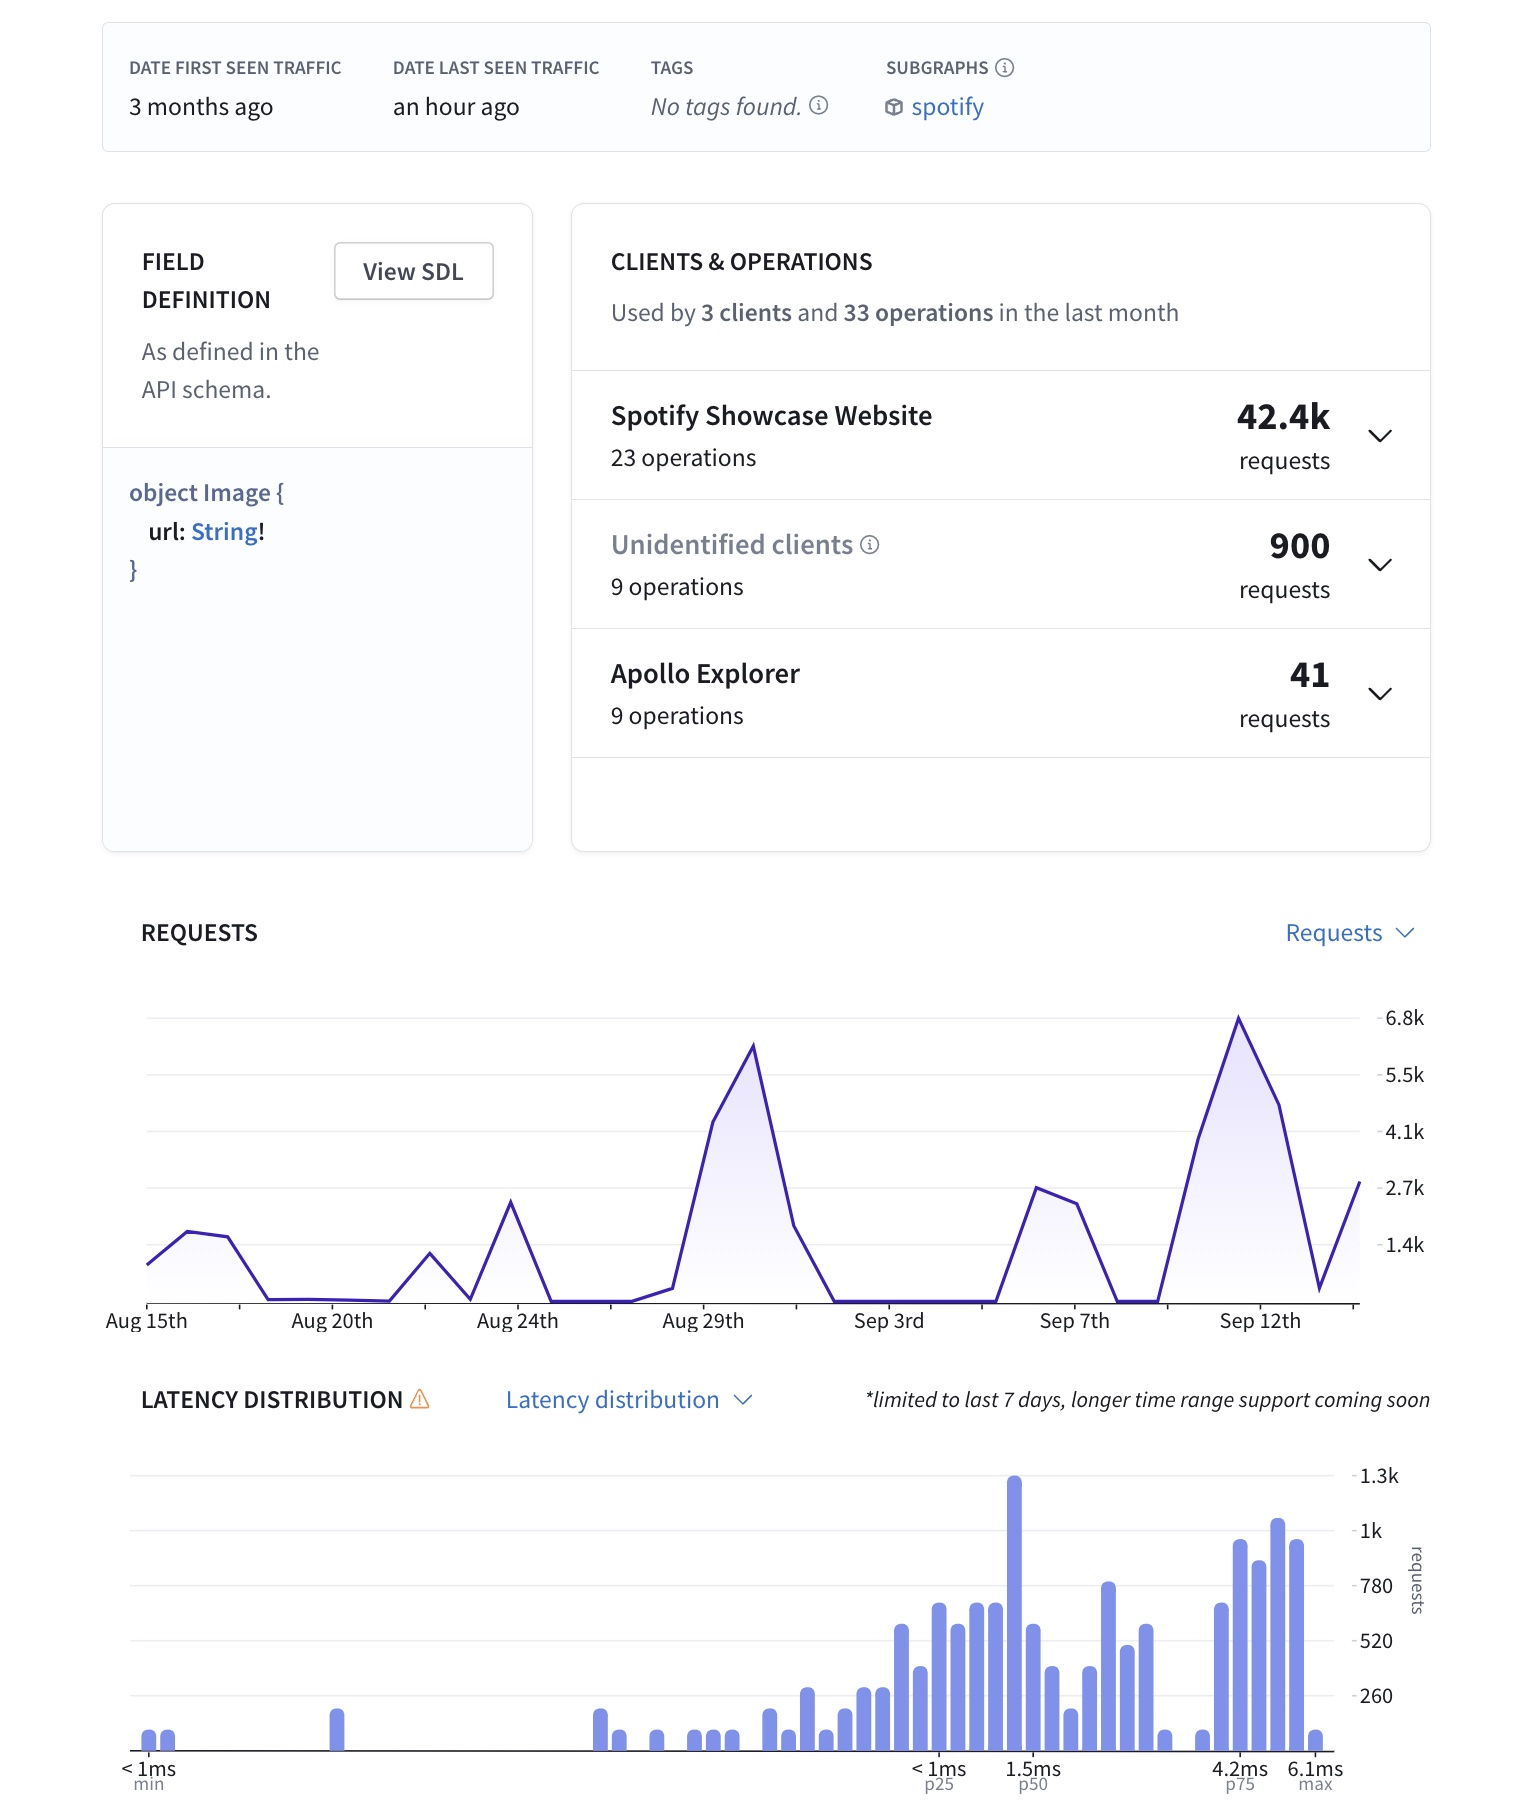 DATE FIRST SEEN TRAFFIC
3 months ago
DATE LAST SEEN TRAFFIC
an hour ago
TAGS
No tags found.
SUBGRAPHS
spotify
FIELD
DEFINITION
View SDL
As defined in the
API schema.
object Image {
url: String!
}
CLIENTS & OPERATIONS
Used by 3 clients and 33 operations in the last month
Spotify Showcase Website
23 operations
42.4k
requests
Unidentified clients
9 operations
900
requests
Apollo Explorer
9 operations
41
requests
REQUESTS
Requests
6.8k
5.5k
4.1k
2.7k
1.4k
Aug 15th Aug 20th Aug 24th Aug 29th Sep 3rd Sep 7th Sep 12th
LATENCY DISTRIBUTION
Latency distribution
*limited to last 7 days, longer time range support coming soon
1.3k
1k
780
520
260
requests
< 1ms < 1ms 1.5ms 4.2ms 6.1ms
min p25 p50 p75 max